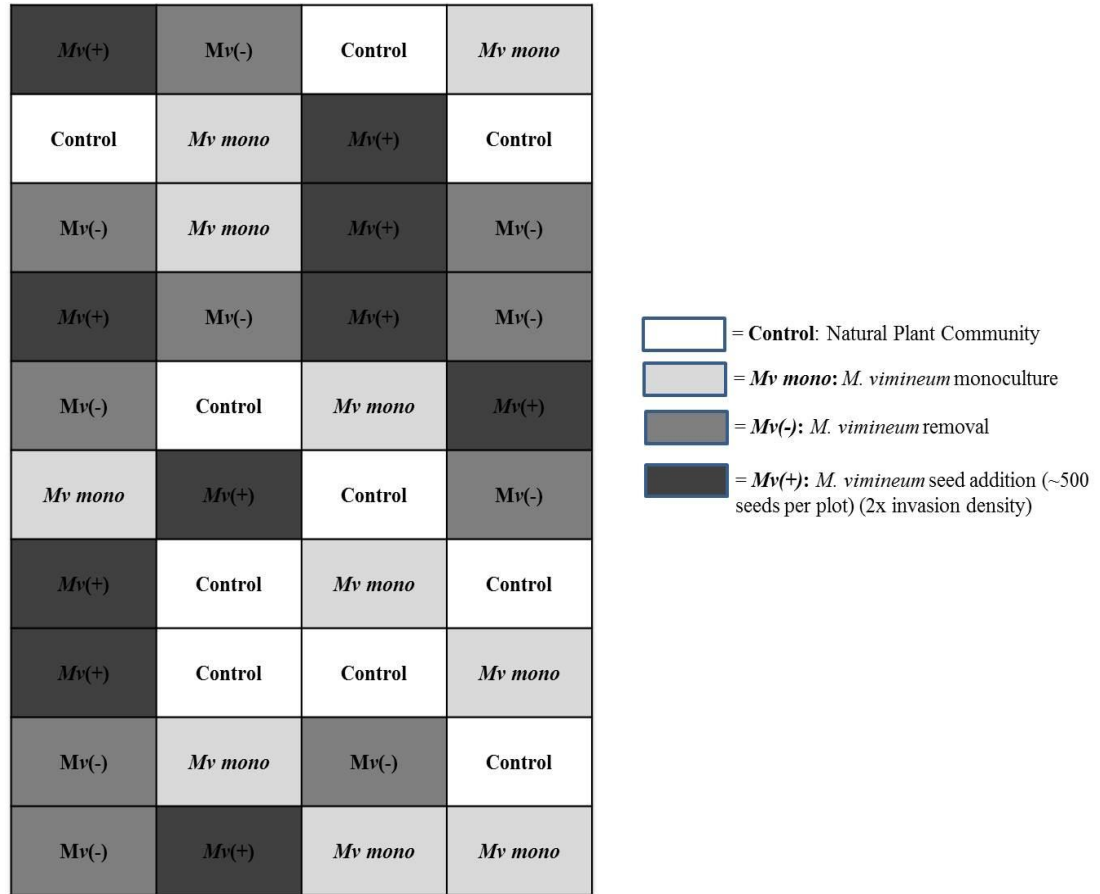 Mv(+) Mv(-) Control Mv mono
Control Mv mono Mv(+) Control
Mv(-) Mv mono Mv(+) Mv(-)
Mv(+) Mv(-) Mv(+) Mv(-)
Mv(-) Control Mv mono Mv(+)
Mv mono Mv(+) Control Mv(-)
Mv(+) Control Mv mono Control
Mv(+) Control Control Mv mono
Mv(-) Mv mono Mv(-) Control
Mv(-) Mv(+) Mv mono Mv mono
= Control: Natural Plant Community
= Mv mono: M. vimineum monoculture
= Mv(-): M. vimineum removal
= Mv(+): M. vimineum seed addition (~500
seeds per plot) (2x invasion density)